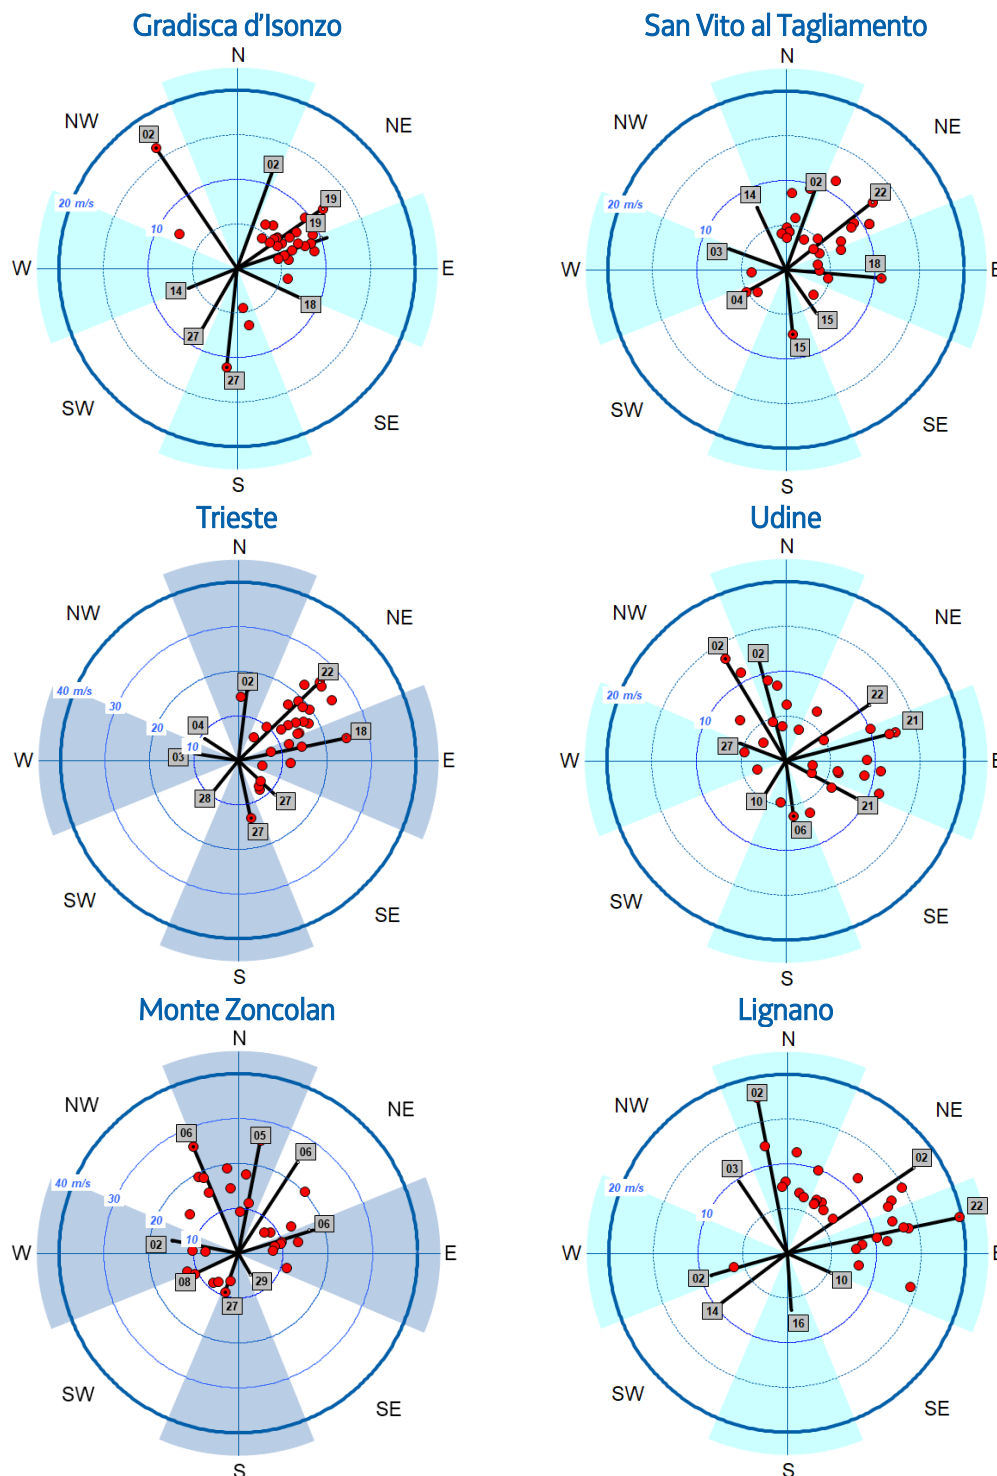 Gradisca d'Isonzo
N
NW
NE
02
02
19
19
20 m/s
10
W
E
14
18
27
27
SW
SE
S
San Vito al Tagliamento
N
NW
NE
14
02
22
20 m/s
10
03
18
W
E
04
15
15
SW
SE
S
Trieste
N
NW
NE
02
22
40 m/s
30
20
10
04
18
03
W
E
28
27
27
SW
SE
S
Udine
N
NW
NE
02
02
22
21
20 m/s
10
27
W
E
10
21
06
SW
SE
S
Monte Zoncolan
N
NW
NE
06
05
06
40 m/s
30
20
10
06
02
W
E
08
29
27
SW
SE
S
Lignano
N
NW
NE
02
03
02
20 m/s
10
22
W
E
02
10
14
16
SW
SE
S